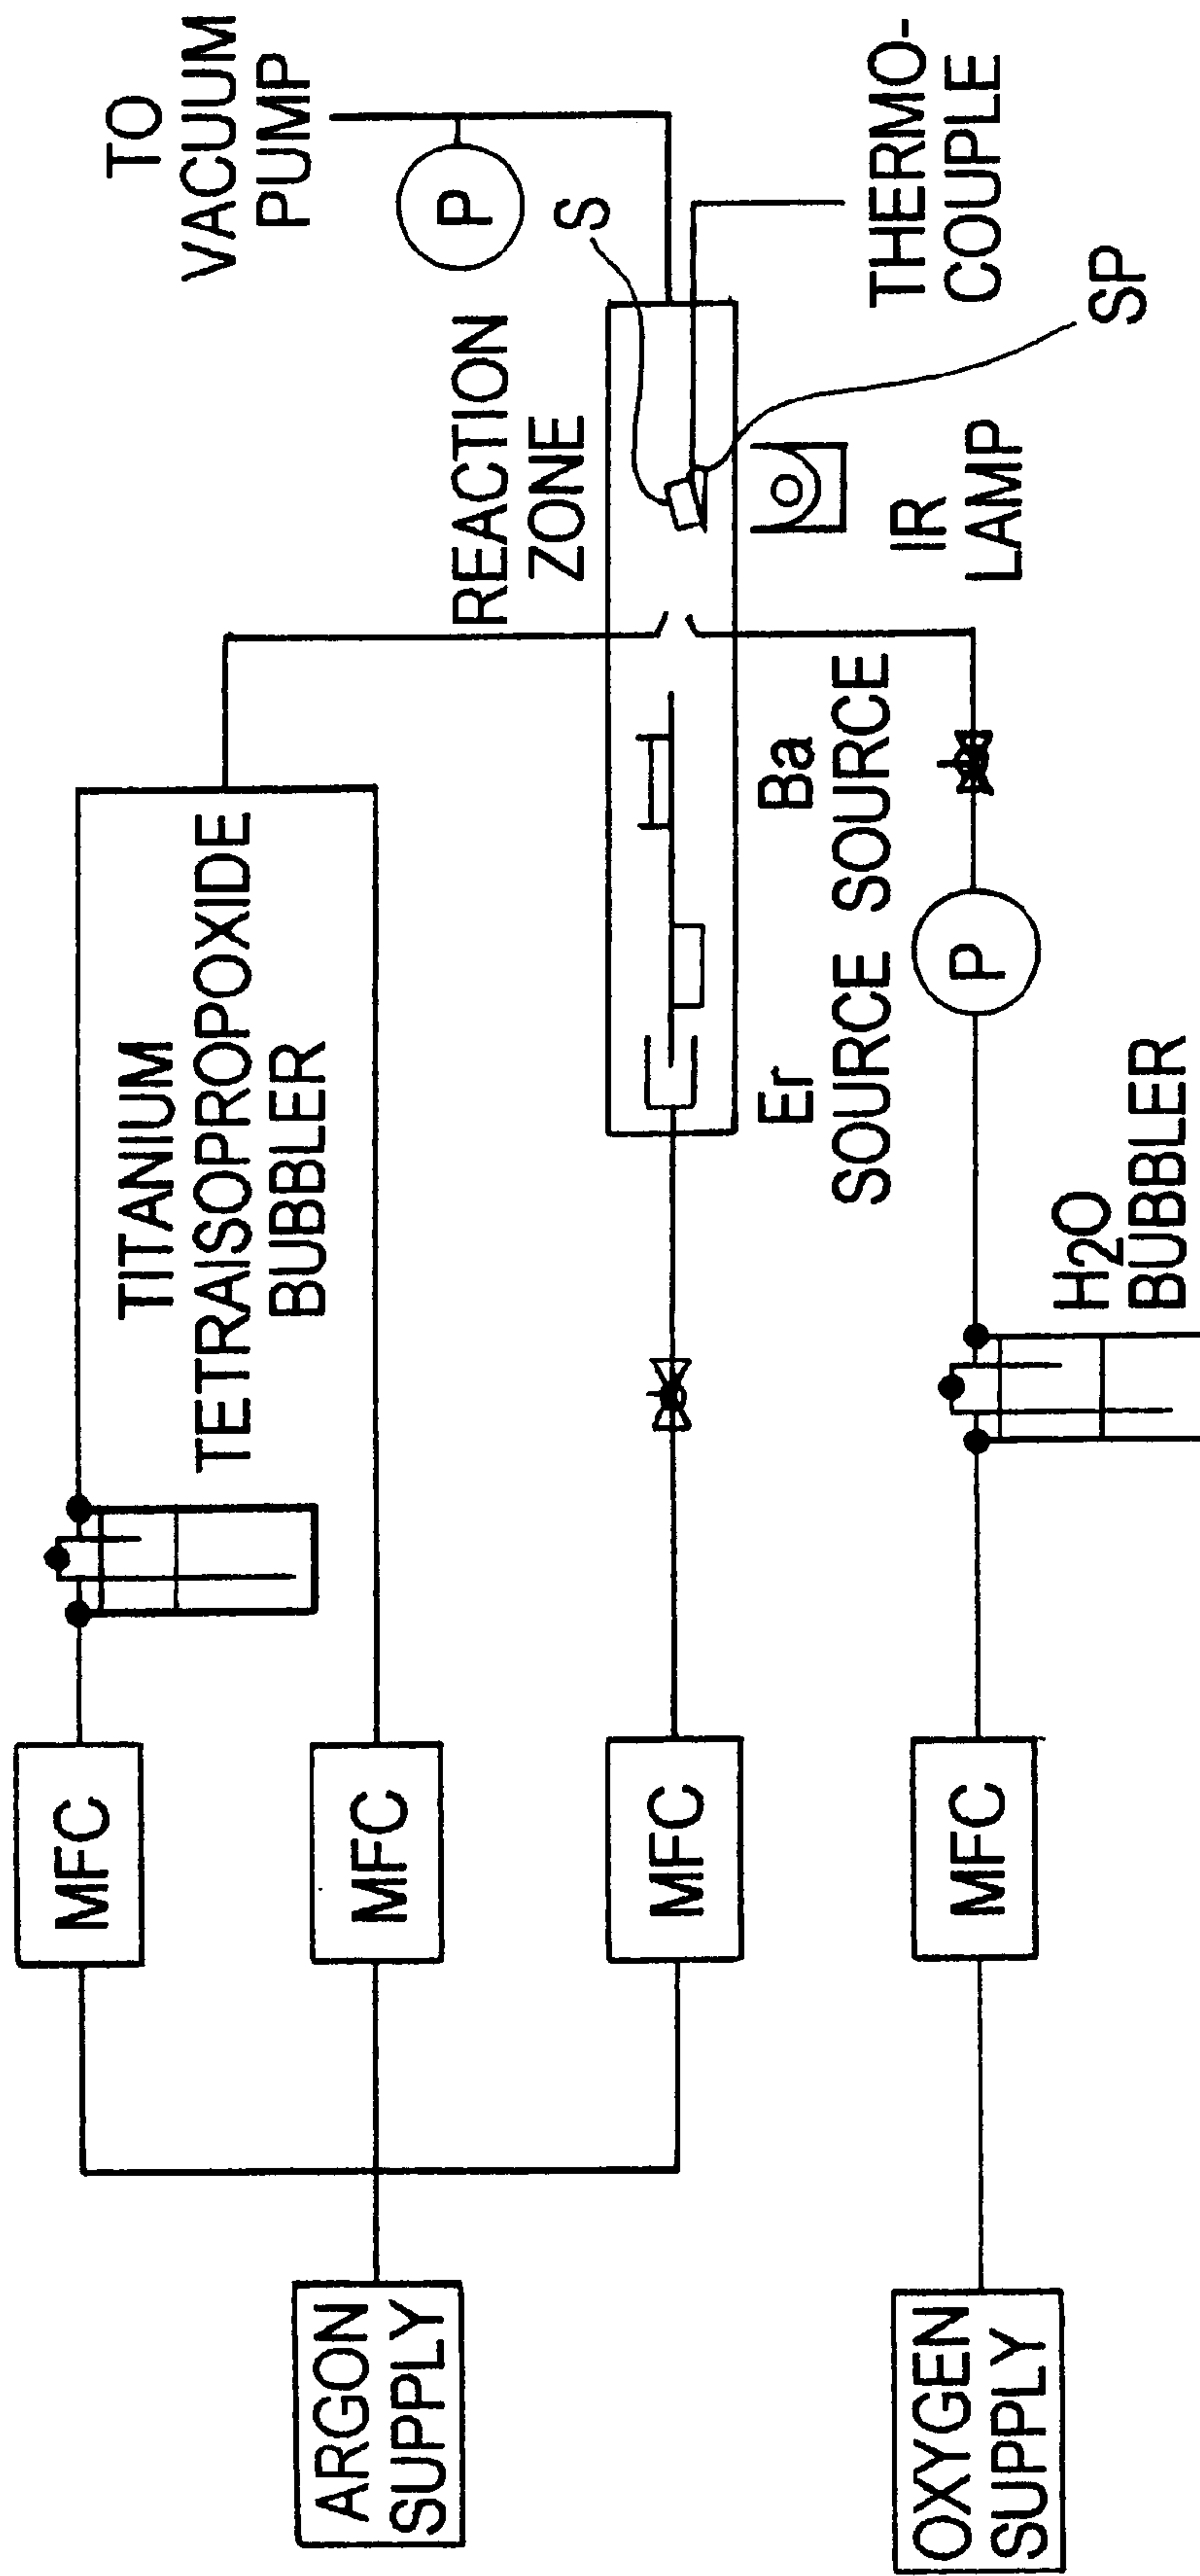 TO
VACUUM
PUMP
P
S
THERMO-
COUPLE
SP
REACTION
ZONE
IR
LAMP
TITANIUM
TETRAISOPROPOXIDE
BUBBLER
Er
SOURCE
Ba
SOURCE
P
H2O
BUBBLER
MFC
MFC
MFC
MFC
ARGON
SUPPLY
OXYGEN
SUPPLY